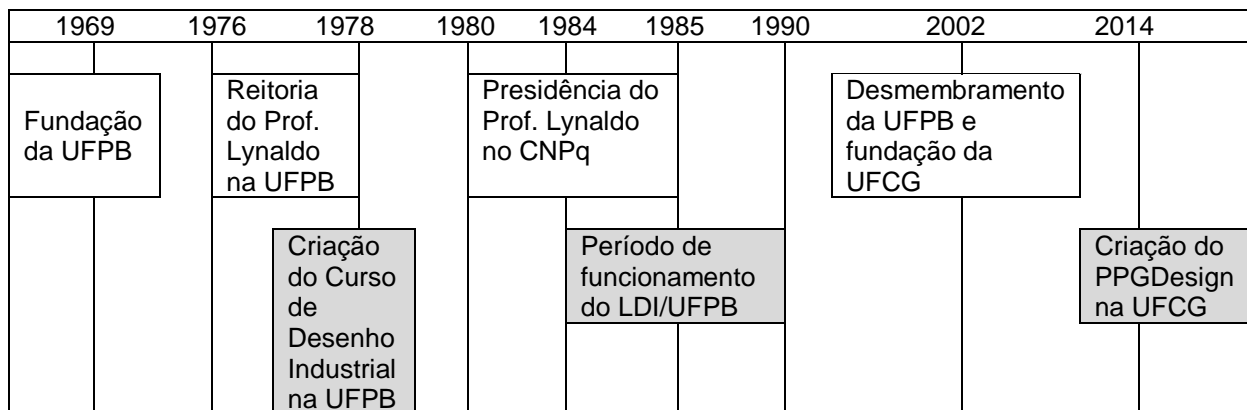 1969 1976 1978 1980 1984 1985 1990 2002 2014
Fundação
da UFPB
Reitoria
do Prof.
Lynaldo
na UFPB
Presidência do
Prof. Lynaldo
no CNPq
Desmembramento
da UFPB e
fundação da
UFCG
Criação
do Curso
de
Desenho
Industrial
na UFPB
Período de
funcionamento
do LDI/UFPB
Criação do
PPGDesign
na UFCG